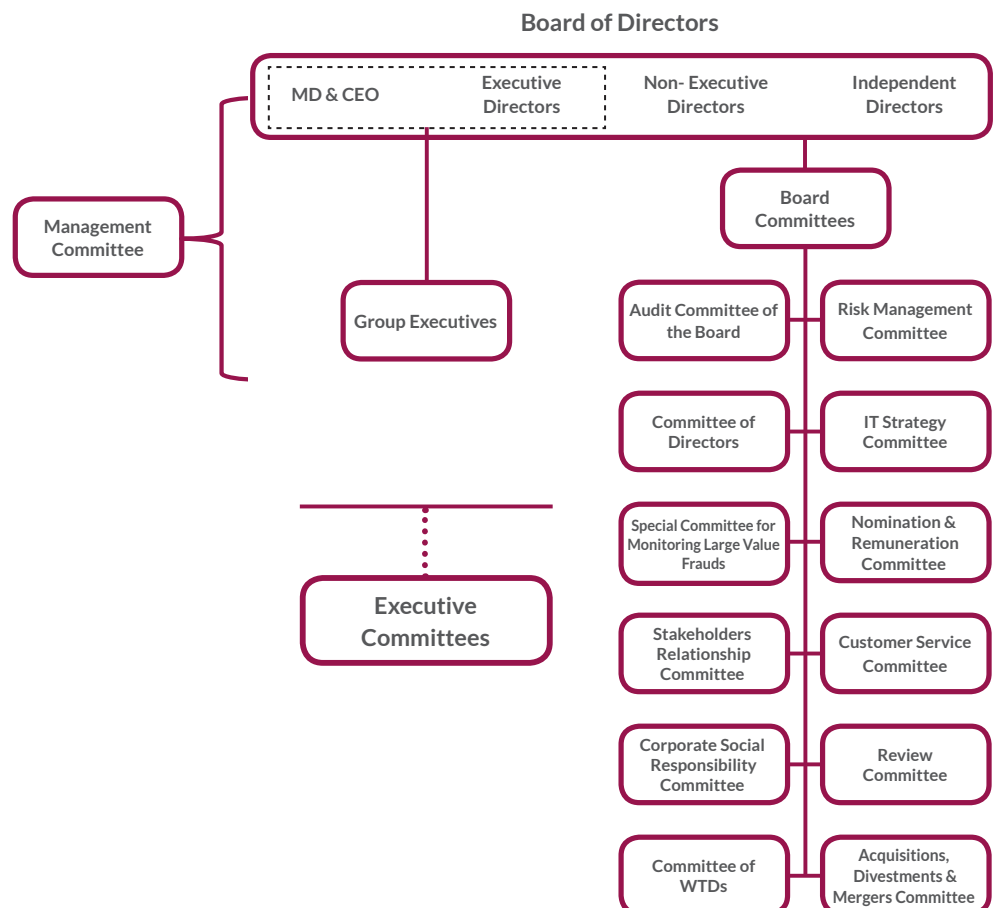 Board of Directors
MD & CEO
Executive
Directors
Non- Executive
Directors
Independent
Directors
Management
Committee
Board
Committees
Group Executives
Audit Committee of
the Board
Risk Management
Committee
Committee of
Directors
IT Strategy
Committee
Special Committee for
Monitoring Large Value
Frauds
Nomination &
Remuneration
Committee
Executive
Committees
Stakeholders
Relationship
Committee
Customer Service
Committee
Corporate Social
Responsibility
Committee
Review
Committee
Committee of
WTDs
Acquisitions,
Divestments &
Mergers Committee